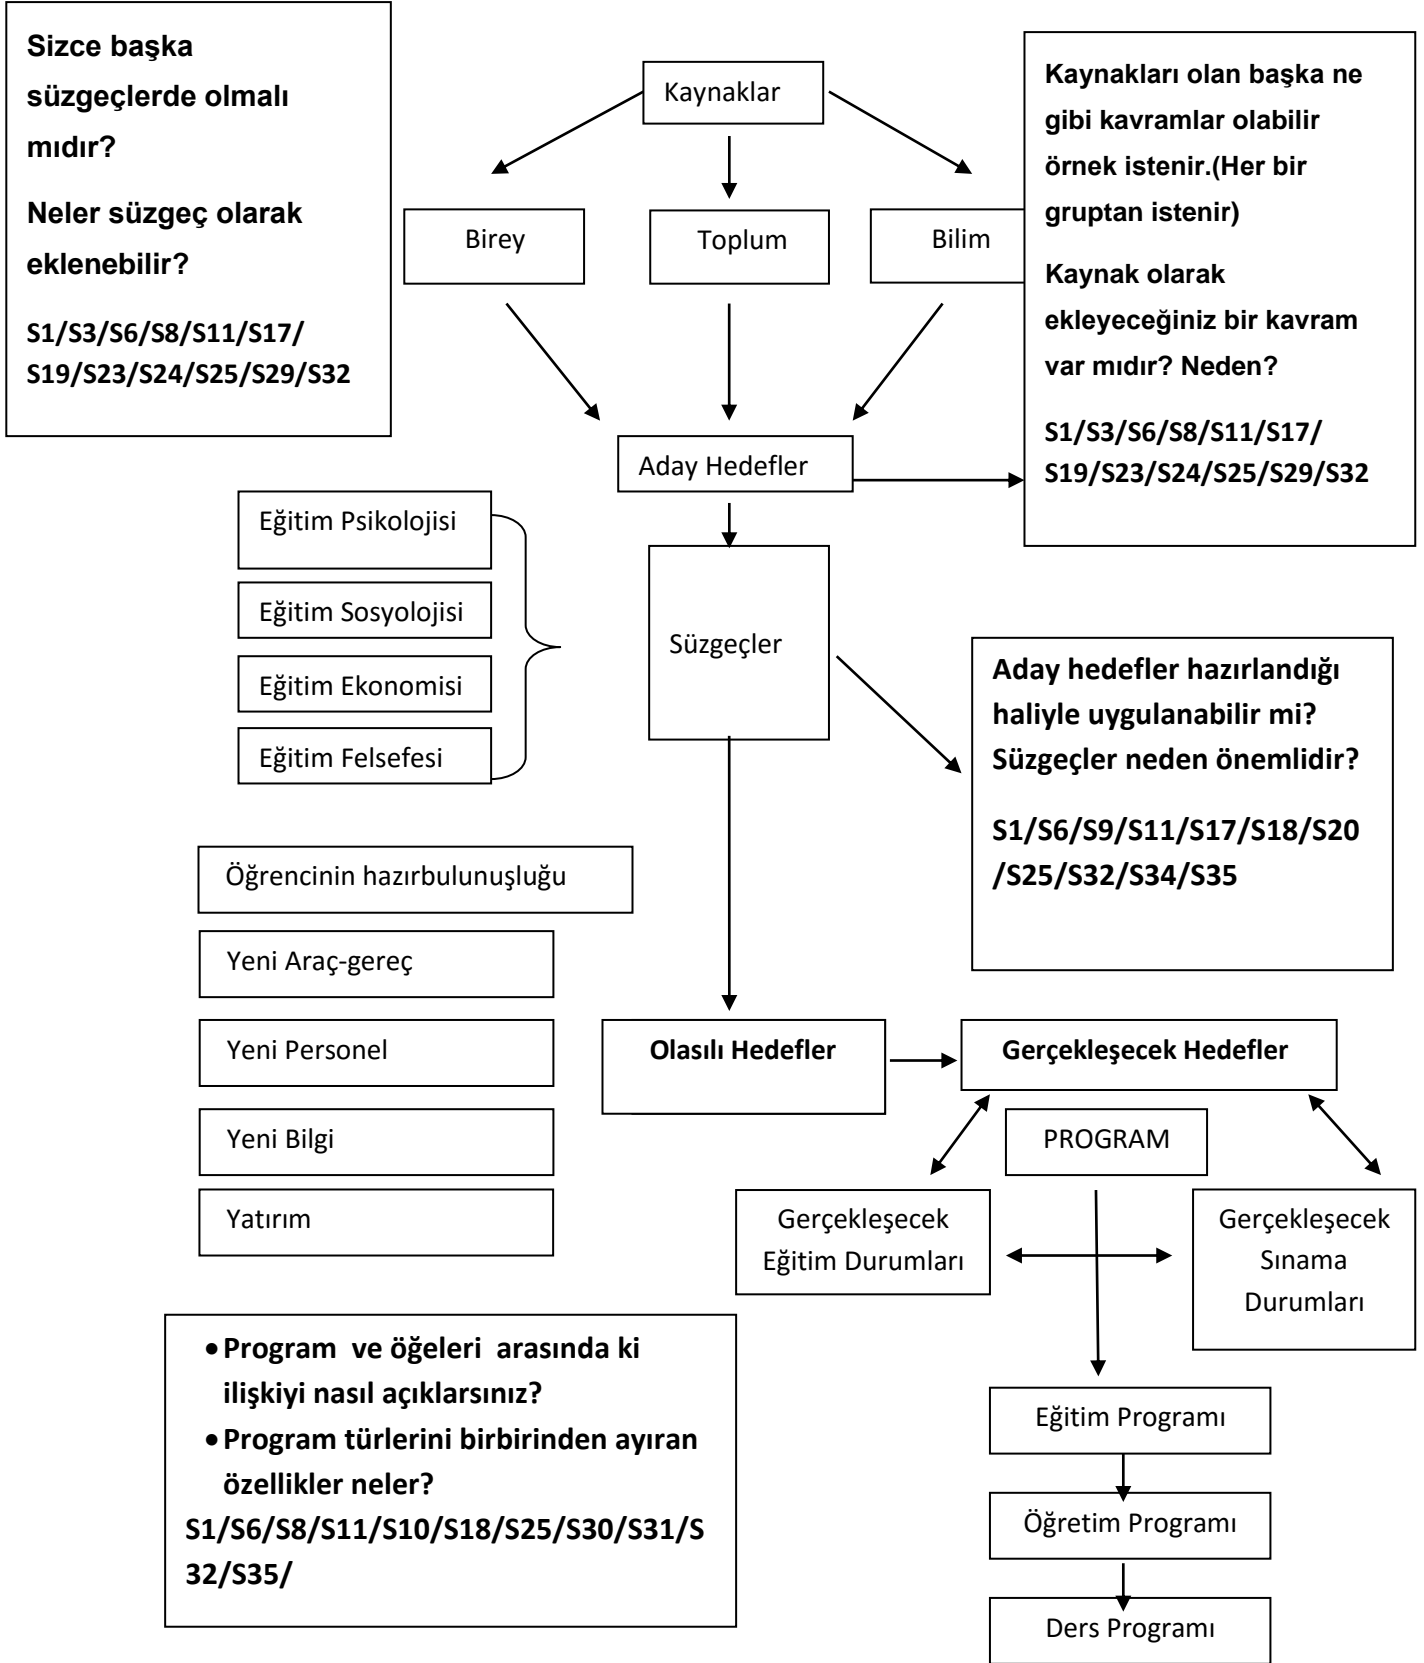 Sizce başka
süzgeçlerde olmalı
mıdır?
Neler süzgeç olarak
eklenebilir?
S1/S3/S6/S8/S11/S17/
S19/S23/S24/S25/S29/S32
Kaynaklar
Kaynakları olan başka ne
gibi kavramlar olabilir
örnek istenir.(Her bir
gruptan istenir)
Kaynak olarak
ekleyeceğiniz bir kavram
var mıdır? Neden?
S1/S3/S6/S8/S11/S17/
S19/S23/S24/S25/S29/S32
Birey
Toplum
Bilim
Aday Hedefler
Eğitim Psikolojisi
Eğitim Sosyolojisi
Eğitim Ekonomisi
Eğitim Felsefesi
Süzgeçler
Aday hedefler hazırlandığı
haliyle uygulanabilir mi?
Süzgeçler neden önemlidir?
S1/S6/S9/S11/S17/S18/S20
/S25/S32/S34/S35
Öğrencinin hazırbulunuşluğu
Yeni Araç-gereç
Yeni Personel
Yeni Bilgi
Yatırım
Olasılı Hedefler
Gerçekleşecek Hedefler
PROGRAM
Gerçekleşecek
Eğitim Durumları
Gerçekleşecek
Sınama
Durumları
• Program ve öğeleri arasında ki
ilişkiyi nasıl açıklarsınız?
• Program türlerini birbirinden ayıran
özellikler neler?
S1/S6/S8/S11/S10/S18/S25/S30/S31/S
32/S35/
Eğitim Programı
Öğretim Programı
Ders Programı